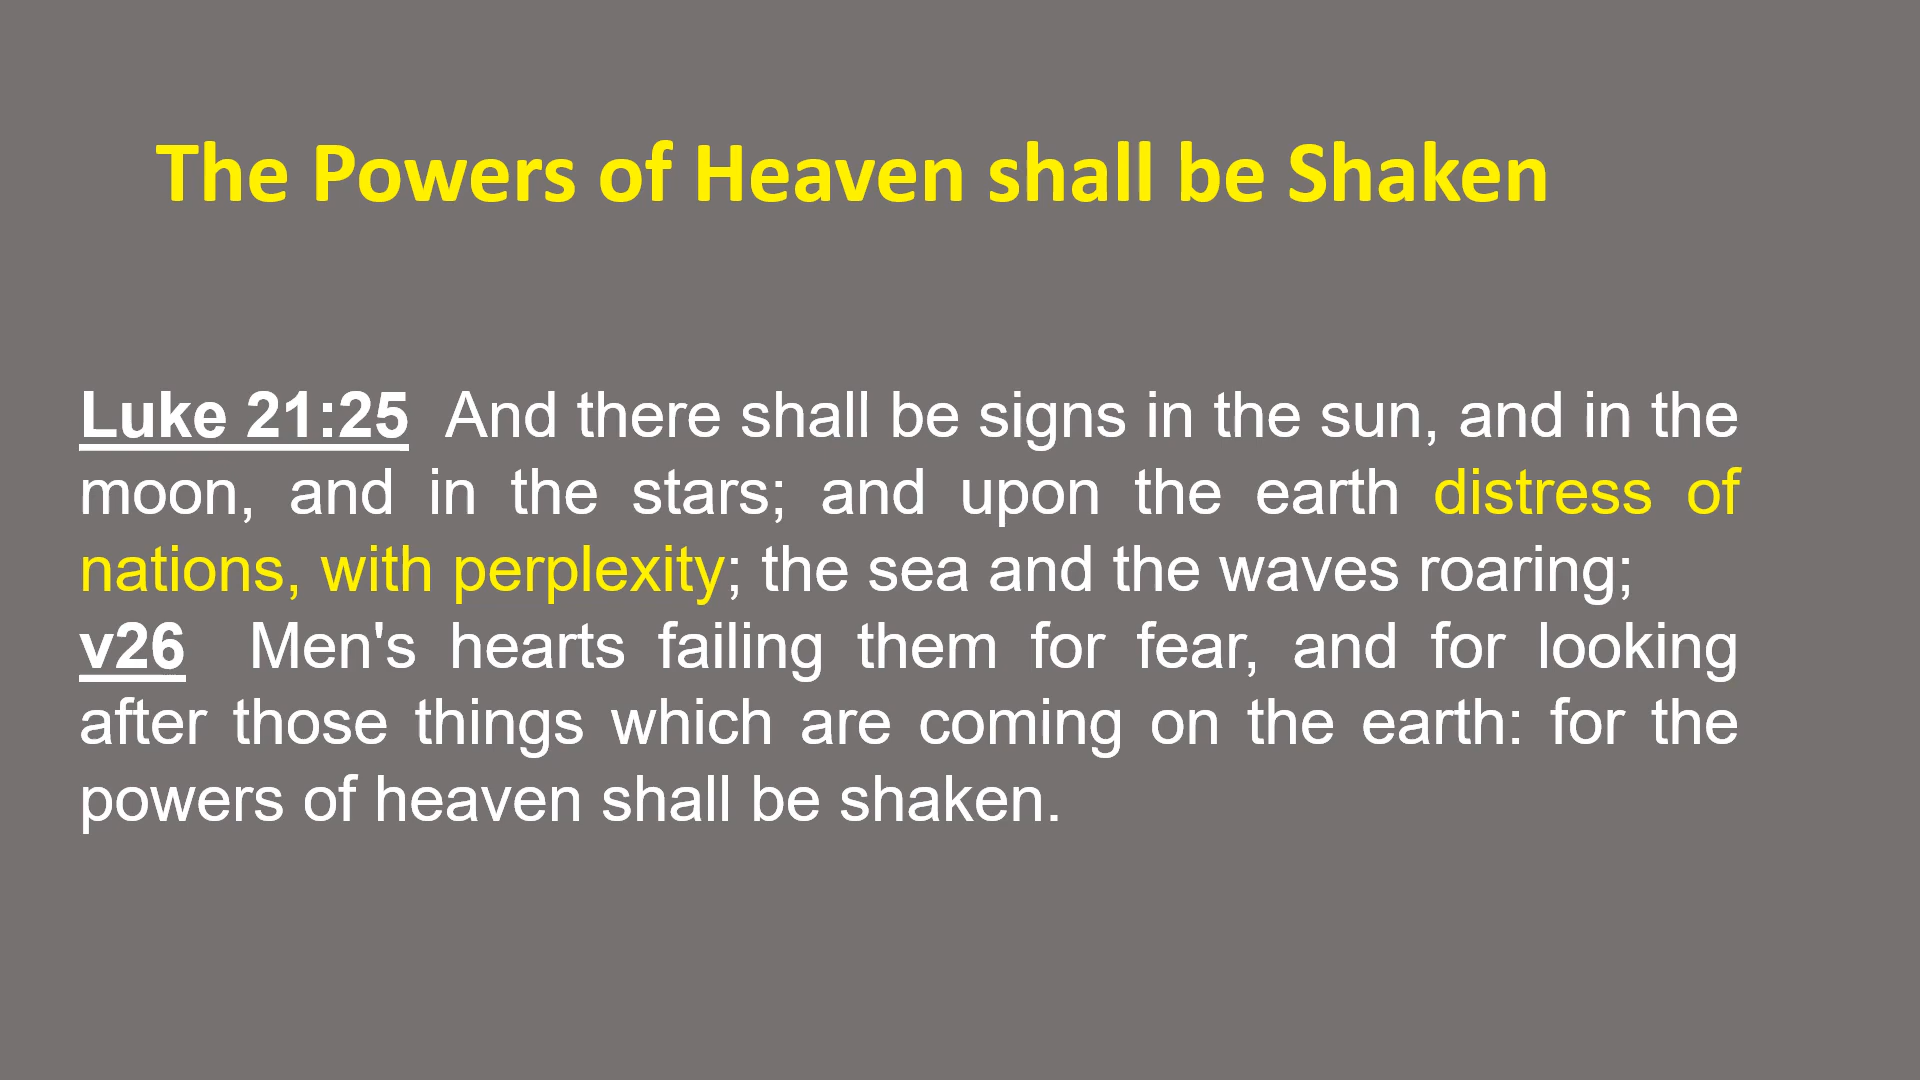 The Powers of Heaven shall be Shaken
Luke 21:25 And there shall be signs in the sun, and in the
moon, and in the stars; and upon the earth distress of
nations, with perplexity; the sea and the waves roaring;
v26 Men's hearts failing them for fear, and for looking
after those things which are coming on the earth: for the
powers of heaven shall be shaken.